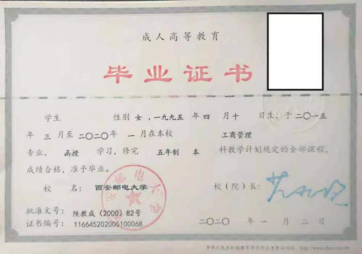 成人高等教育
毕业证书
学生 性别 女,一九九五 年 四 月 十 日生,于二〇一五
年 三 月至 二〇二〇年 一 月在本校 工商管理
专业, 函授 学习,修完 五年制 本 科教学计划规定的全部课程,
成绩合格,准予毕业。
校 名: 西安邮电大学 校(院)长:
批准文号: 陕教成(2000)82号
证书编号: 116645202006100068 二〇二〇 年 一 月 二 日